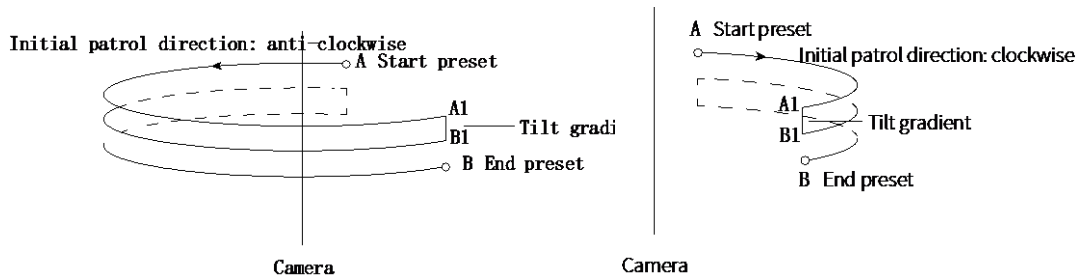 Initial patrol direction: anti-clockwise
A Start preset
A1
B1
Tilt gradi
B End preset
Camera
A Start preset
Initial patrol direction: clockwise
A1
B1
Tilt gradient
B End preset
Camera